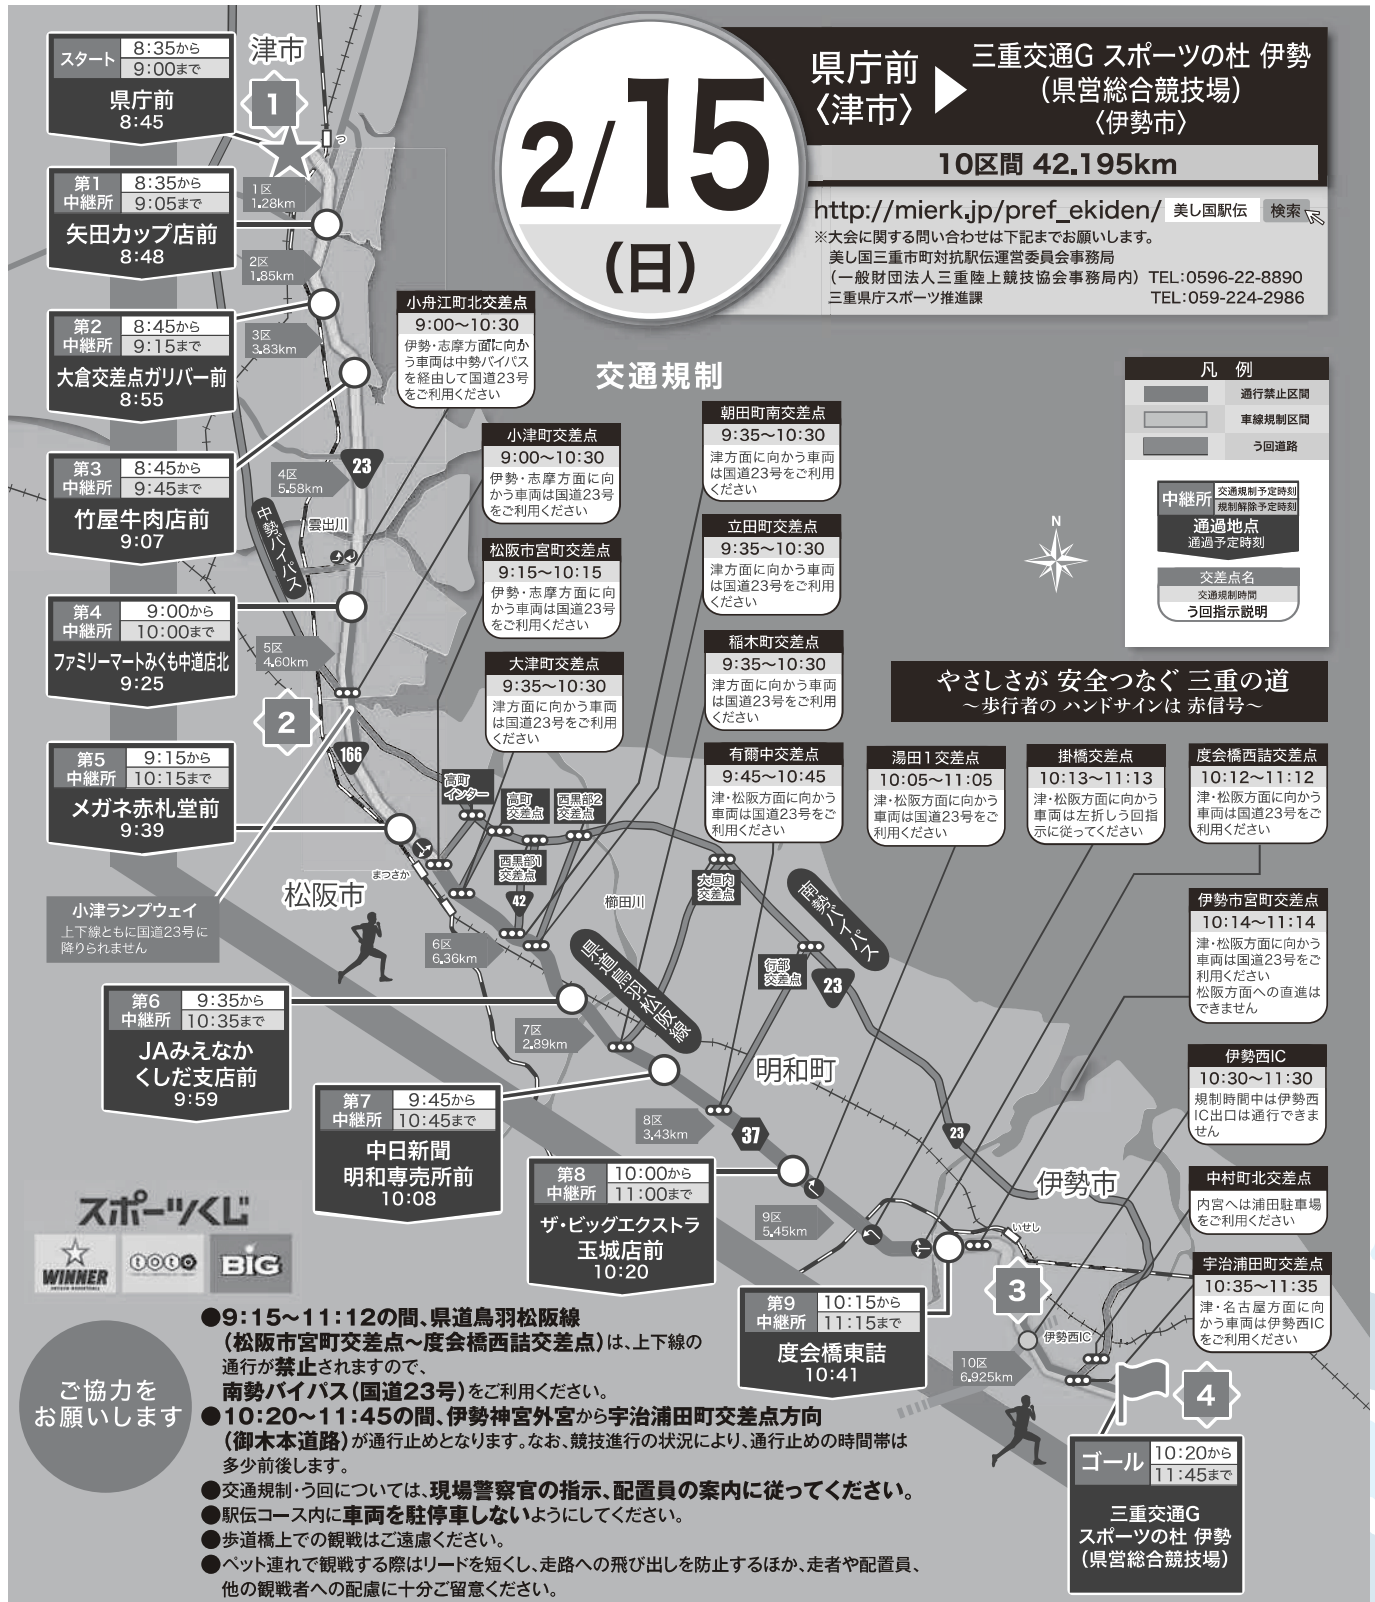 2/15
(日)
県庁前
〈津市〉
三重交通G スポーツの杜 伊勢
(県営総合競技場)
〈伊勢市〉
10区間 42.195km
http://mierk.jp/pref_ekiden/ 美し国駅伝 検索
※大会に関する問い合わせは下記までお願いします。
美し国三重市町対抗駅伝運営委員会事務局
(一般財団法人三重陸上競技協会事務局内) TEL:0596-22-8890
三重県庁スポーツ推進課 TEL:059-224-2986
スタート
8:35から
9:00まで
県庁前
8:45
津市
1
つ
第1
中継所
8:35から
9:05まで
矢田カップ店前
8:48
1区
1.28km
2区
1.85km
第2
中継所
8:45から
9:15まで
大倉交差点ガリバー前
8:55
3区
3.83km
第3
中継所
8:45から
9:45まで
竹屋牛肉店前
9:07
23
4区
5.58km
雲出川
中勢バイパス
第4
中継所
9:00から
10:00まで
ファミリーマートみくも中道店北
9:25
5区
4.60km
2
166
第5
中継所
9:15から
10:15まで
メガネ赤札堂前
9:39
まつさか
松阪市
小津ランプウェイ
上下線ともに国道23号に
降りられません
交通規制
小舟江町北交差点
9:00〜10:30
伊勢・志摩方面に向か
う車両は中勢バイパス
を経由して国道23号
をご利用ください
小津町交差点
9:00〜10:30
伊勢・志摩方面に向
かう車両は国道23号
をご利用ください
松阪市宮町交差点
9:15〜10:15
伊勢・志摩方面に向
かう車両は国道23号
をご利用ください
大津町交差点
9:35〜10:30
津方面に向かう車両
は国道23号をご利用
ください
朝田町南交差点
9:35〜10:30
津方面に向かう車両
は国道23号をご利用
ください
立田町交差点
9:35〜10:30
津方面に向かう車両
は国道23号をご利用
ください
稲木町交差点
9:35〜10:30
津方面に向かう車両
は国道23号をご利用
ください
有爾中交差点
9:45〜10:45
津・松阪方面に向かう
車両は国道23号をご
利用ください
湯田1交差点
10:05〜11:05
津・松阪方面に向かう
車両は国道23号をご
利用ください
掛橋交差点
10:13〜11:13
津・松阪方面に向かう
車両は左折しう回指
示に従ってください
度会橋西詰交差点
10:12〜11:12
津・松阪方面に向かう
車両は国道23号をご
利用ください
伊勢市宮町交差点
10:14〜11:14
津・松阪方面に向かう
車両は国道23号をご
利用ください
松阪方面への直進は
できません
伊勢西IC
10:30〜11:30
規制時間中は伊勢西
IC出口は通行できま
せん
中村町北交差点
内宮へは浦田駐車場
をご利用ください
宇治浦田町交差点
10:35〜11:35
津・名古屋方面に向
かう車両は伊勢西IC
をご利用ください
凡 例
通行禁止区間
車線規制区間
う回道路
中継所
交通規制予定時刻
規制解除予定時刻
通過地点
通過予定時刻
交差点名
交通規制時間
う回指示説明
N
やさしさが 安全つなぐ 三重の道
〜歩行者の ハンドサインは 赤信号〜
高町
インター
高町
交差点
西黒部2
交差点
西黒部1
交差点
42
大垣内
交差点
櫛田川
南勢バイパス
県道鳥羽松阪線
行部
交差点
23
6区
6.36km
第6
中継所
9:35から
10:35まで
JAみえなか
くしだ支店前
9:59
7区
2.89km
明和町
第7
中継所
9:45から
10:45まで
中日新聞
明和専売所前
10:08
8区
3.43km
37
23
第8
中継所
10:00から
11:00まで
ザ・ビッグエクストラ
玉城店前
10:20
9区
5.45km
伊勢市
いせし
第9
中継所
10:15から
11:15まで
度会橋東詰
10:41
3
伊勢西IC
10区
6.925km
4
ゴール
10:20から
11:45まで
三重交通G
スポーツの杜 伊勢
(県営総合競技場)
スポーツくじ
WINNER
toto
BIG
ご協力を
お願いします
●9:15〜11:12の間、県道鳥羽松阪線
(松阪市宮町交差点〜度会橋西詰交差点)は、上下線の
通行が禁止されますので、
南勢バイパス(国道23号)をご利用ください。
●10:20〜11:45の間、伊勢神宮外宮から宇治浦田町交差点方向
(御木本道路)が通行止めとなります。なお、競技進行の状況により、通行止めの時間帯は
多少前後します。
●交通規制・う回については、現場警察官の指示、配置員の案内に従ってください。
●駅伝コース内に車両を駐停車しないようにしてください。
●歩道橋上での観戦はご遠慮ください。
●ペット連れで観戦する際はリードを短くし、走路への飛び出しを防止するほか、走者や配置員、
他の観戦者への配慮に十分ご留意ください。